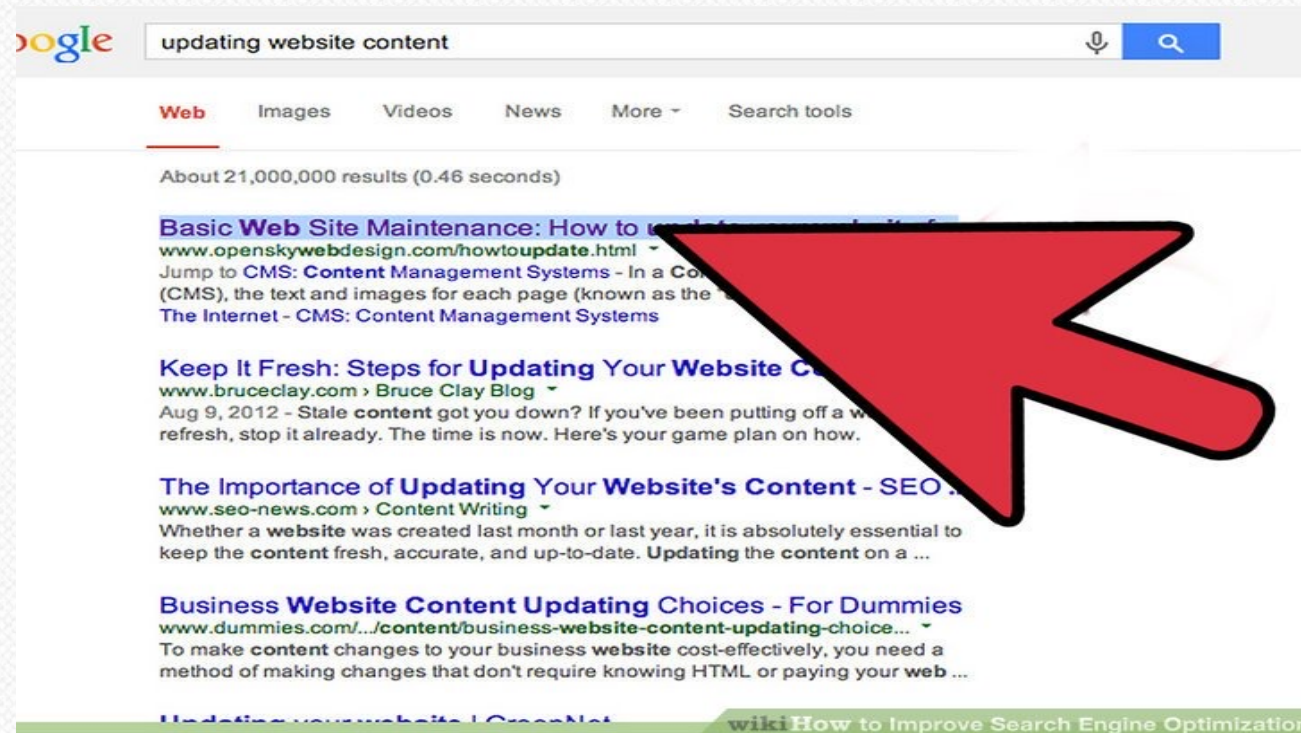 oogle updating website content
Web Images Videos News More Search tools
About 21,000,000 results (0.46 seconds)
Basic Web Site Maintenance: How to
www.openskywebdesign.com/howtoupdate.html
Jump to CMS: Content Management Systems - In a
(CMS), the text and images for each page (known as the
The Internet - CMS: Content Management Systems
Keep It Fresh: Steps for Updating Your Website
www.bruceclay.com › Bruce Clay Blog
Aug 9, 2012 - Stale content got you down? If you've been putting off a
refresh, stop it already. The time is now. Here's your game plan on how.
The Importance of Updating Your Website's Content - SEO ..
www.seo-news.com › Content Writing
Whether a website was created last month or last year, it is absolutely essential to
keep the content fresh, accurate, and up-to-date. Updating the content on a ...
Business Website Content Updating Choices - For Dummies
www.dummies.com/.../content/business-website-content-updating-choice...
To make content changes to your business website cost-effectively, you need a
method of making changes that don't require knowing HTML or paying your web ...
Updating your website | GreenNet
wikiHow to Improve Search Engine Optimization